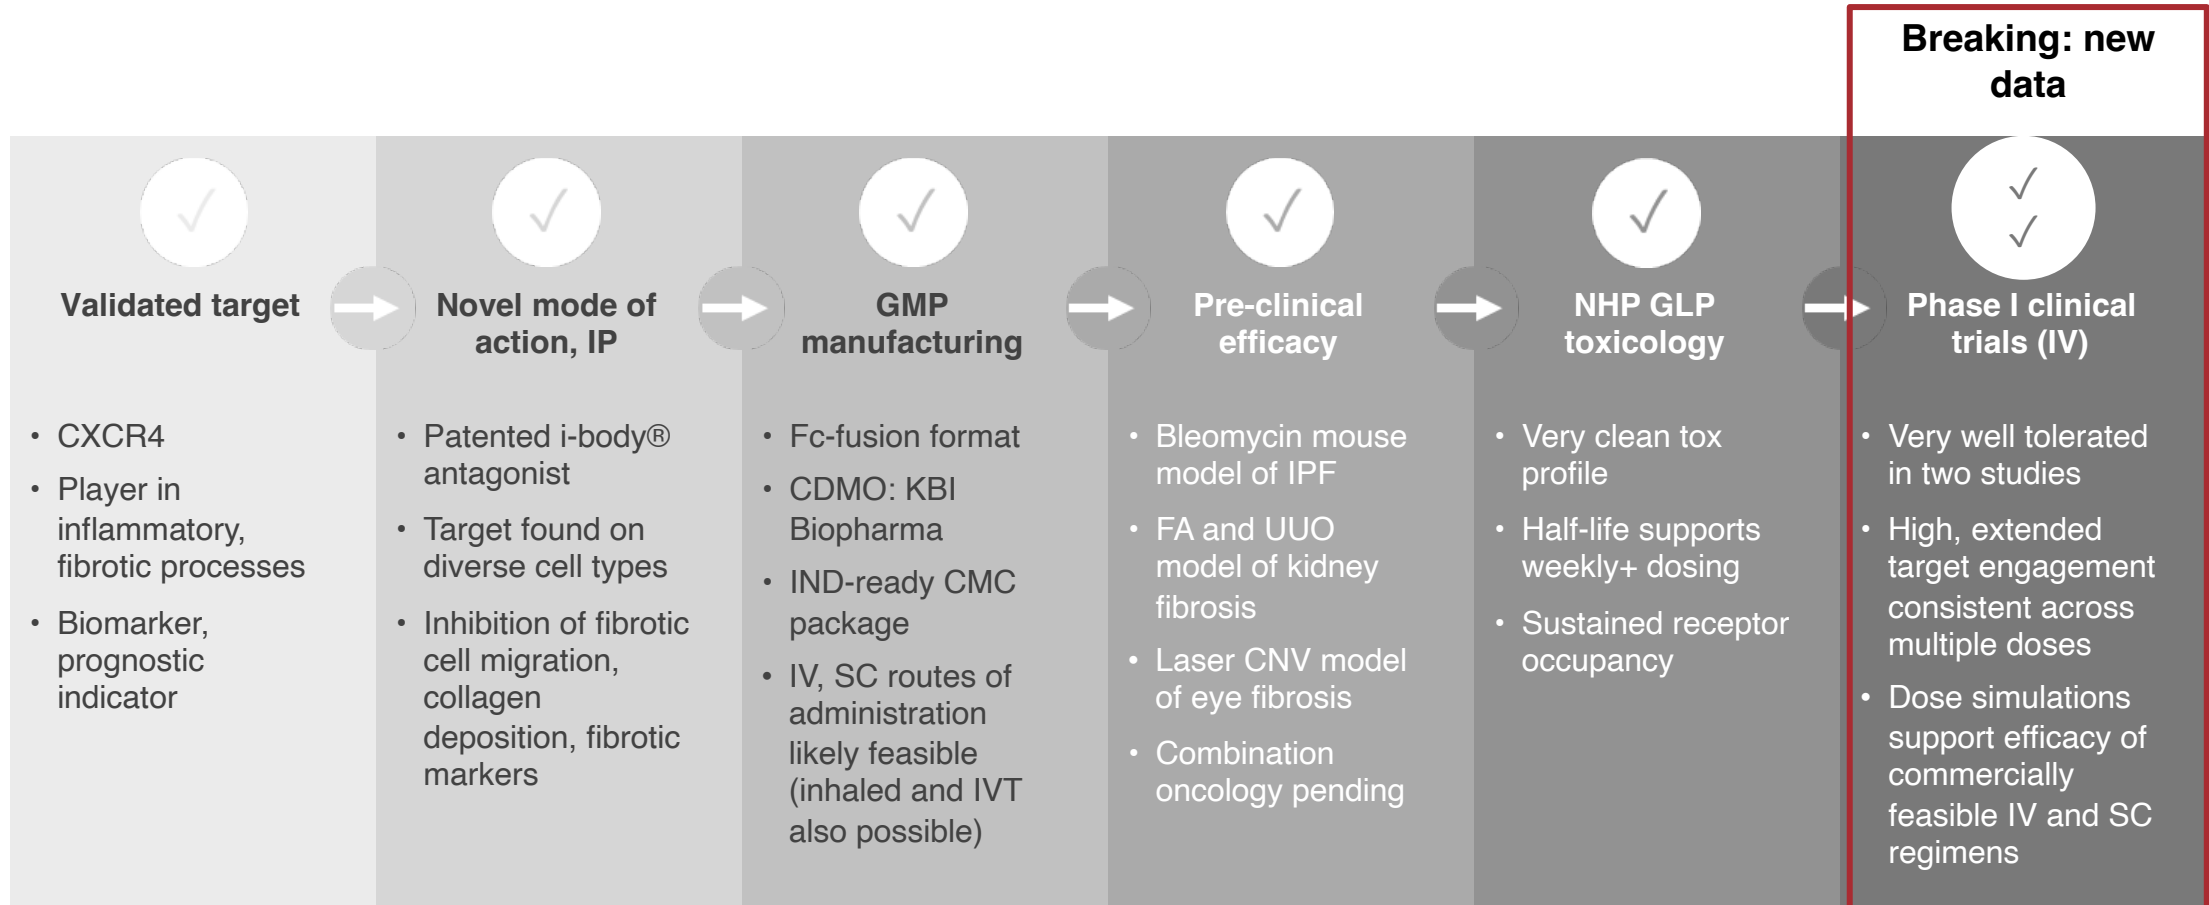 Breaking: new
data
Validated target
• CXCR4
• Player in
inflammatory,
fibrotic processes
• Biomarker,
prognostic
indicator
Novel mode of
action, IP
• Patented i-body®
antagonist
• Target found on
diverse cell types
• Inhibition of fibrotic
cell migration,
collagen
deposition, fibrotic
markers
GMP
manufacturing
• Fc-fusion format
• CDMO: KBI
Biopharma
• IND-ready CMC
package
• IV, SC routes of
administration
likely feasible
(inhaled and IVT
also possible)
Pre-clinical
efficacy
• Bleomycin mouse
model of IPF
• FA and UUO
model of kidney
fibrosis
• Laser CNV model
of eye fibrosis
• Combination
oncology pending
NHP GLP
toxicology
• Very clean tox
profile
• Half-life supports
weekly+ dosing
• Sustained receptor
occupancy
Phase I clinical
trials (IV)
• Very well tolerated
in two studies
• High, extended
target engagement
consistent across
multiple doses
• Dose simulations
support efficacy of
commercially
feasible IV and SC
regimens